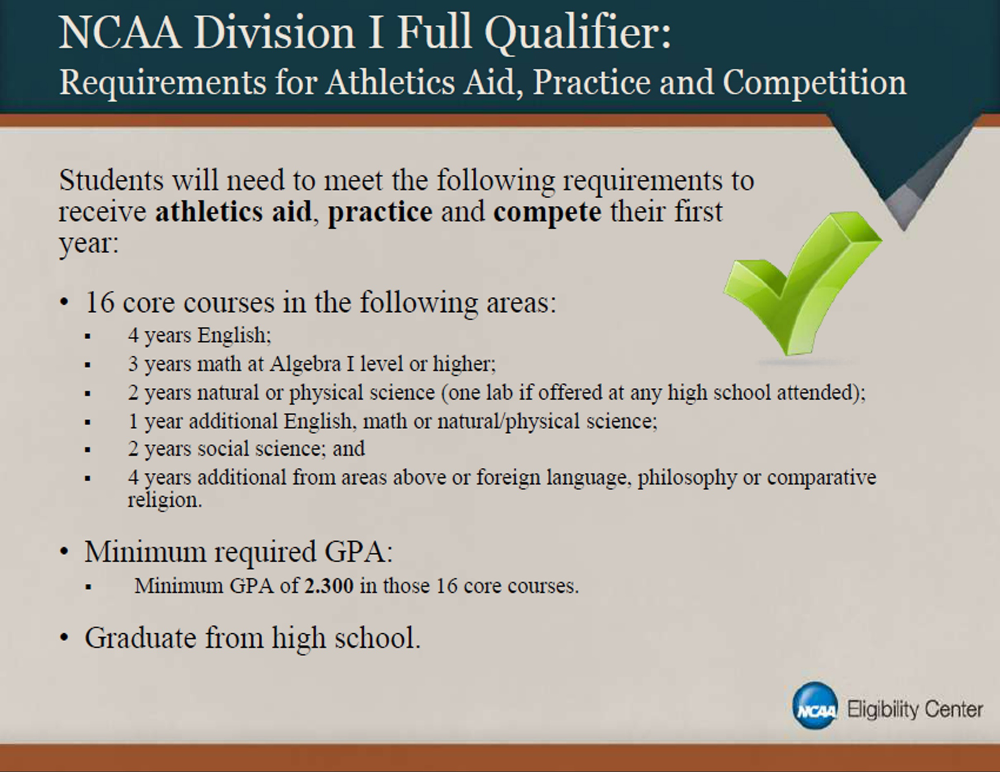 NCAA Division I Full Qualifier:
Requirements for Athletics Aid, Practice and Competition
Students will need to meet the following requirements to
receive athletics aid, practice and compete their first
year:
• 16 core courses in the following areas:
▪ 4 years English;
▪ 3 years math at Algebra I level or higher;
▪ 2 years natural or physical science (one lab if offered at any high school attended);
▪ 1 year additional English, math or natural/physical science;
▪ 2 years social science; and
▪ 4 years additional from areas above or foreign language, philosophy or comparative
religion.
• Minimum required GPA:
▪ Minimum GPA of 2.300 in those 16 core courses.
• Graduate from high school.
NCAA Eligibility Center